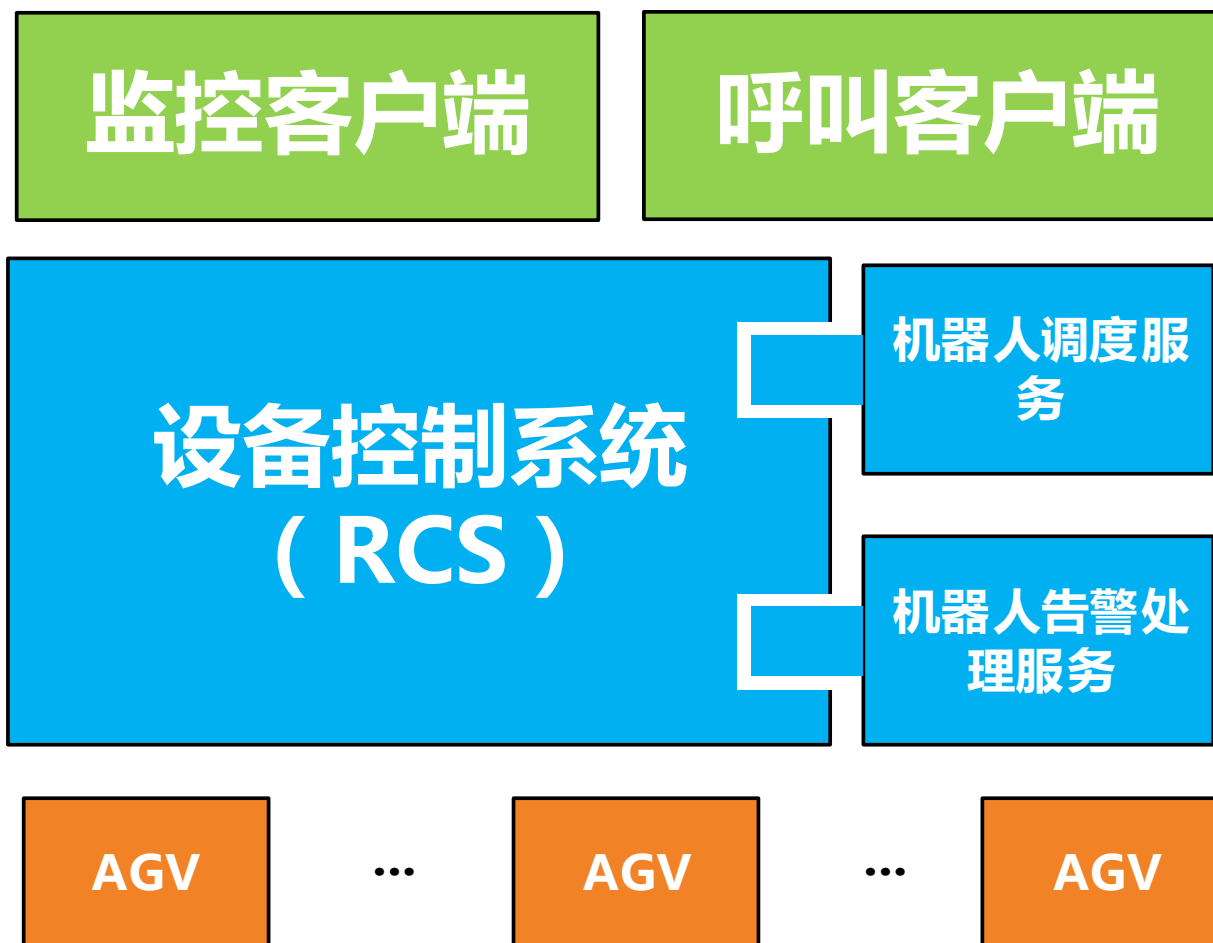 监控客户端
呼叫客户端
设备控制系统
（RCS）
机器人调度服
务
机器人告警处
理服务
AGV
...
AGV
...
AGV